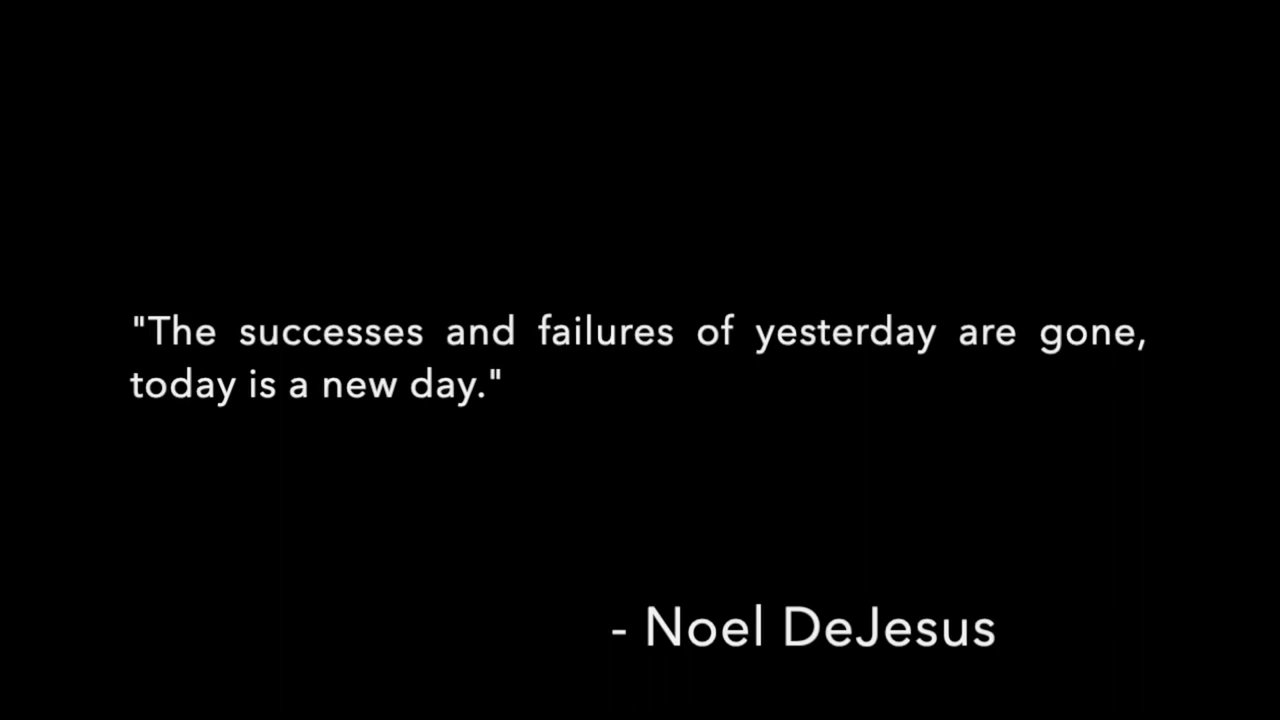 "The successes and failures of yesterday are gone,
today is a new day."
- Noel DeJesus